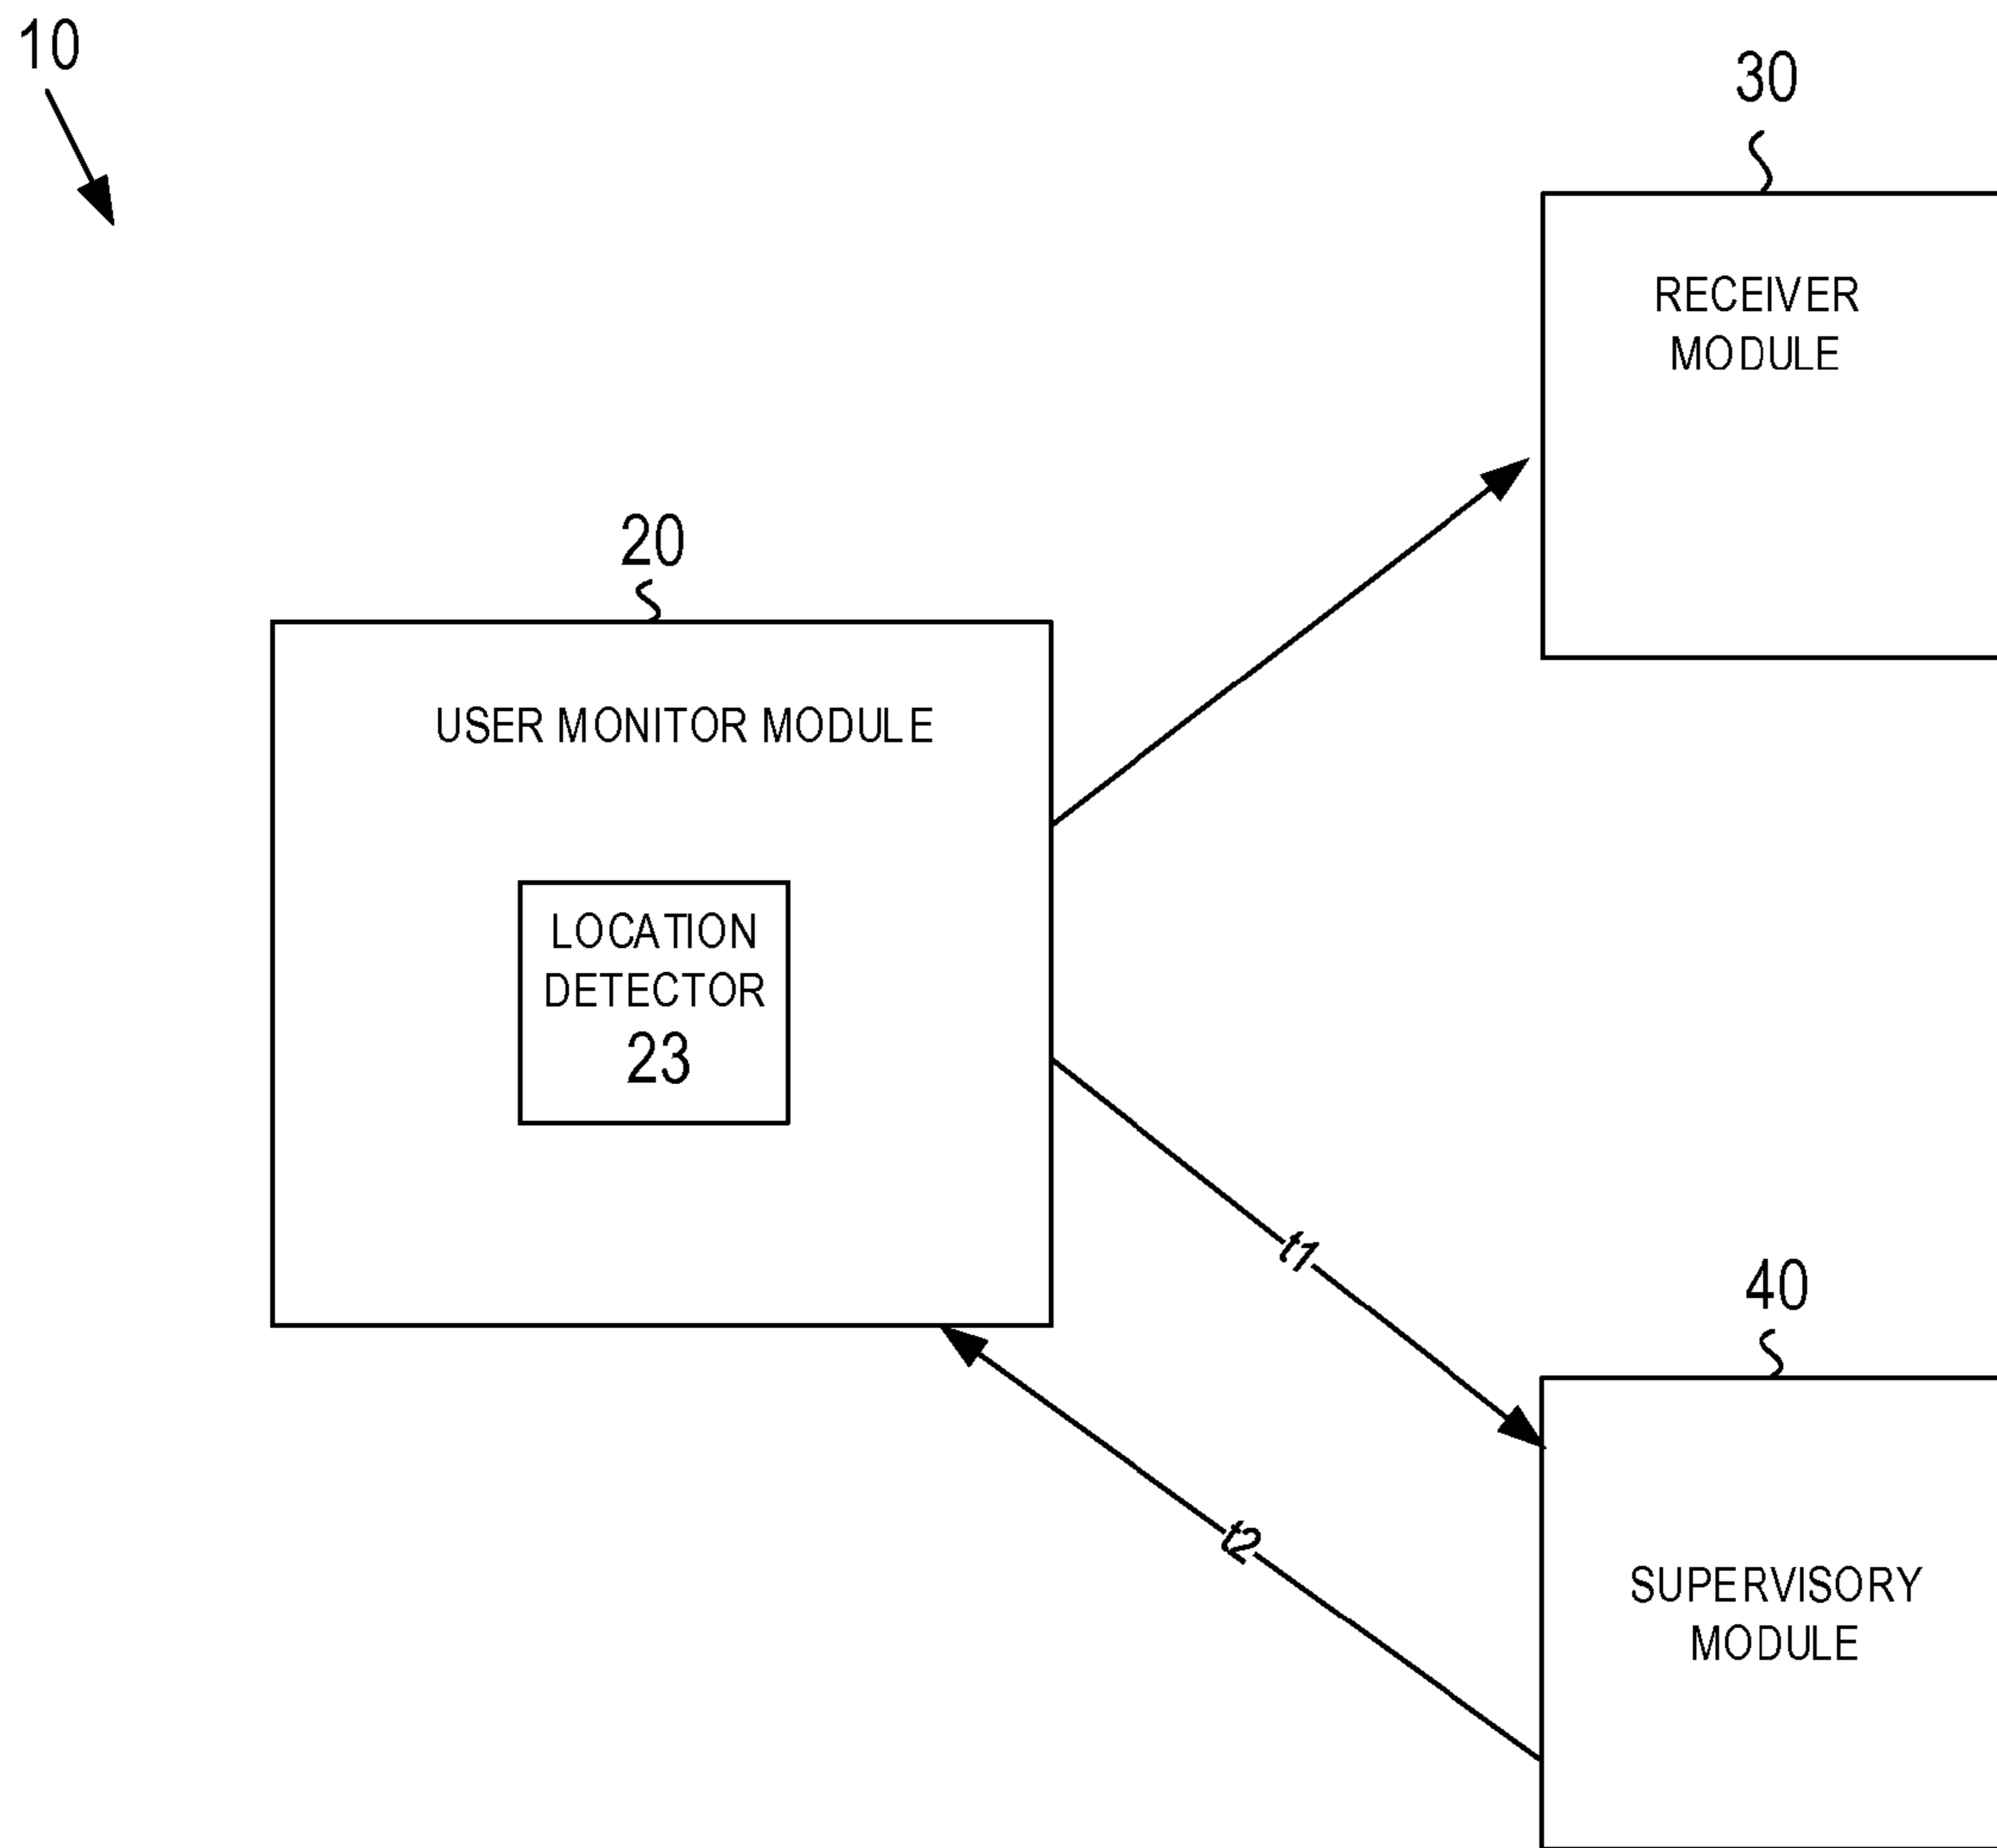 10
30
RECEIVER
MODULE
20
USER MONITOR MODULE
LOCATION
DETECTOR
23
t1
40
t2
SUPERVISORY
MODULE